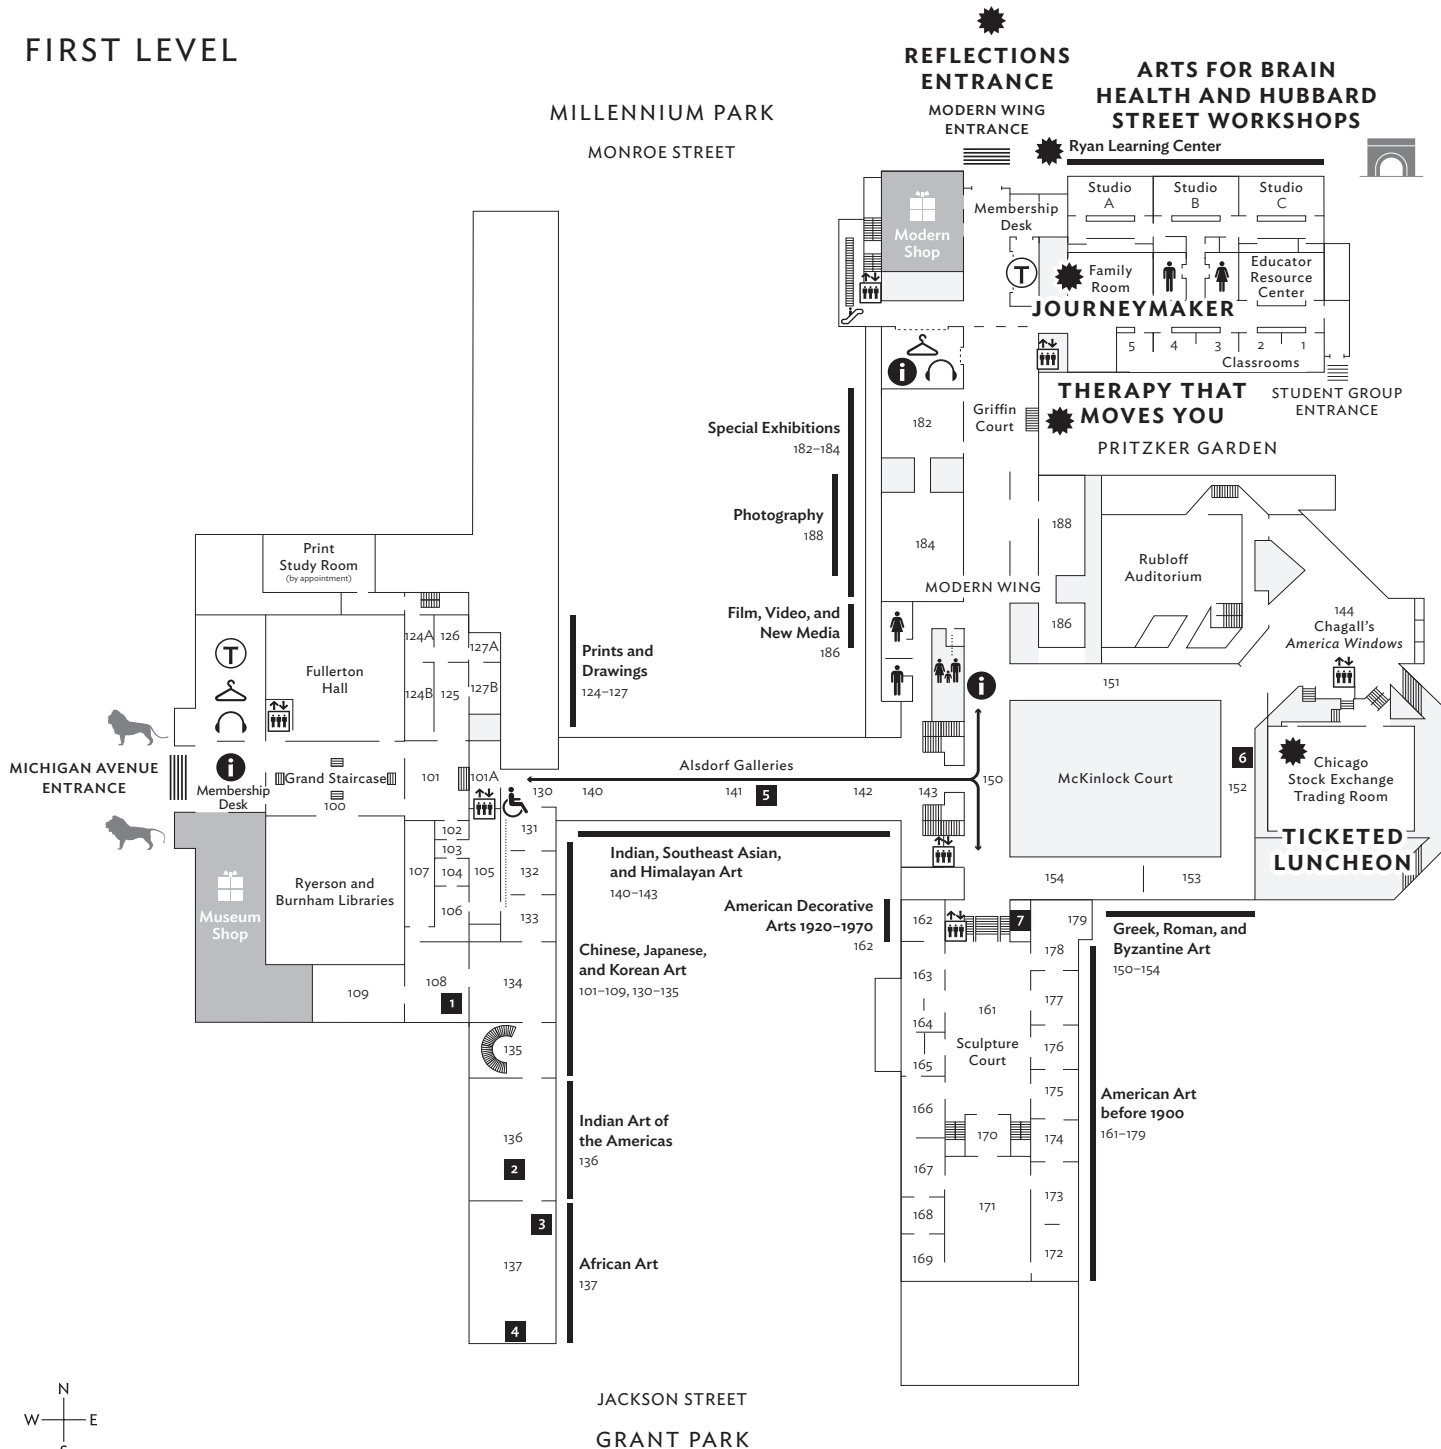 FIRST LEVEL
MILLENNIUM PARK
MONROE STREET
REFLECTIONS
ENTRANCE
MODERN WING
ENTRANCE
ARTS FOR BRAIN
HEALTH AND HUBBARD
STREET WORKSHOPS
Ryan Learning Center
Modern
Shop
Membership
Desk
T
Studio
A
Studio
B
Studio
C
Family
Room
Educator
Resource
Center
JOURNEYMAKER
5
4
3
2
1
Classrooms
THERAPY THAT
MOVES YOU
STUDENT GROUP
ENTRANCE
PRITZKER GARDEN
i
182
Griffin
Court
Special Exhibitions
182–184
Photography
188
184
188
MODERN WING
Film, Video, and
New Media
186
186
Rubloff
Auditorium
144
Chagall's
America Windows
151
i
Print
Study Room
(by appointment)
T
Fullerton
Hall
124A
126
127A
124B
125
127B
Prints and
Drawings
124–127
MICHIGAN AVENUE
ENTRANCE
i
Membership
Desk
Grand Staircase
100
101
101A
130
140
Alsdorf Galleries
141
5
142
143
150
McKinlock Court
6
152
Chicago
Stock Exchange
Trading Room
TICKETED
LUNCHEON
Museum
Shop
Ryerson and
Burnham Libraries
102
103
104
107
105
106
131
132
133
109
108
1
134
135
Indian, Southeast Asian,
and Himalayan Art
140–143
American Decorative
Arts 1920–1970
162
Chinese, Japanese,
and Korean Art
101–109, 130–135
154
153
162
7
179
178
Greek, Roman, and
Byzantine Art
150–154
163
164
165
161
Sculpture
Court
177
176
175
166
170
174
167
168
171
173
169
172
American Art
before 1900
161–179
136
2
Indian Art of
the Americas
136
3
137
African Art
137
4
N
W
E
JACKSON STREET
GRANT PARK